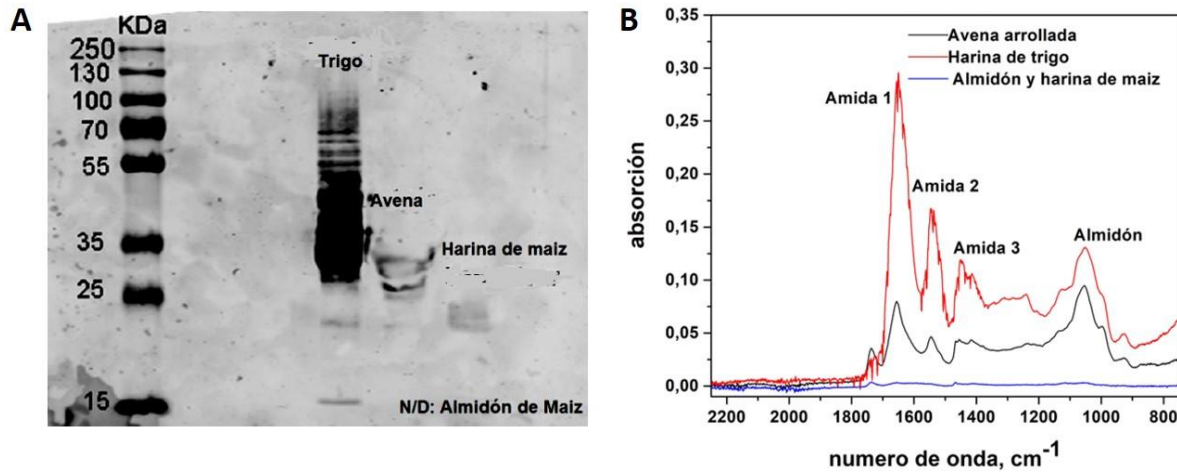 A
KDa
250
130
100
70
55
35
25
15
Trigo
Avena
Harina de maiz
N/D: Almidón de Maiz
B
0,35
0,30
0,25
0,20
0,15
0,10
0,05
0,00
absorción
Avena arrollada
Harina de trigo
Almidón y harina de maiz
Amida 1
Amida 2
Amida 3
Almidón
2200 2000 1800 1600 1400 1200 1000 800
numero de onda, cm⁻¹